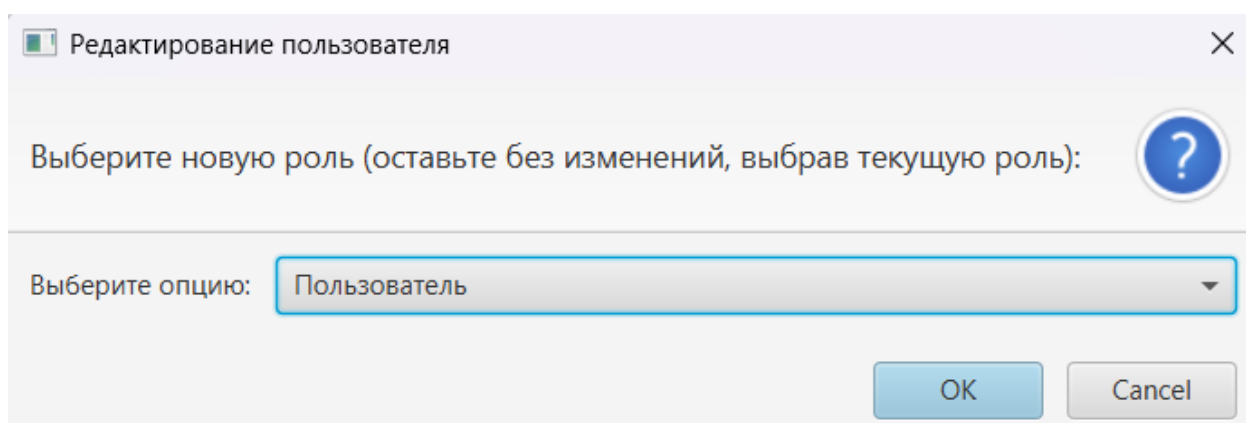 Редактирование пользователя
Выберите новую роль (оставьте без изменений, выбрав текущую роль):
?
Выберите опцию: Пользователь
OK Cancel